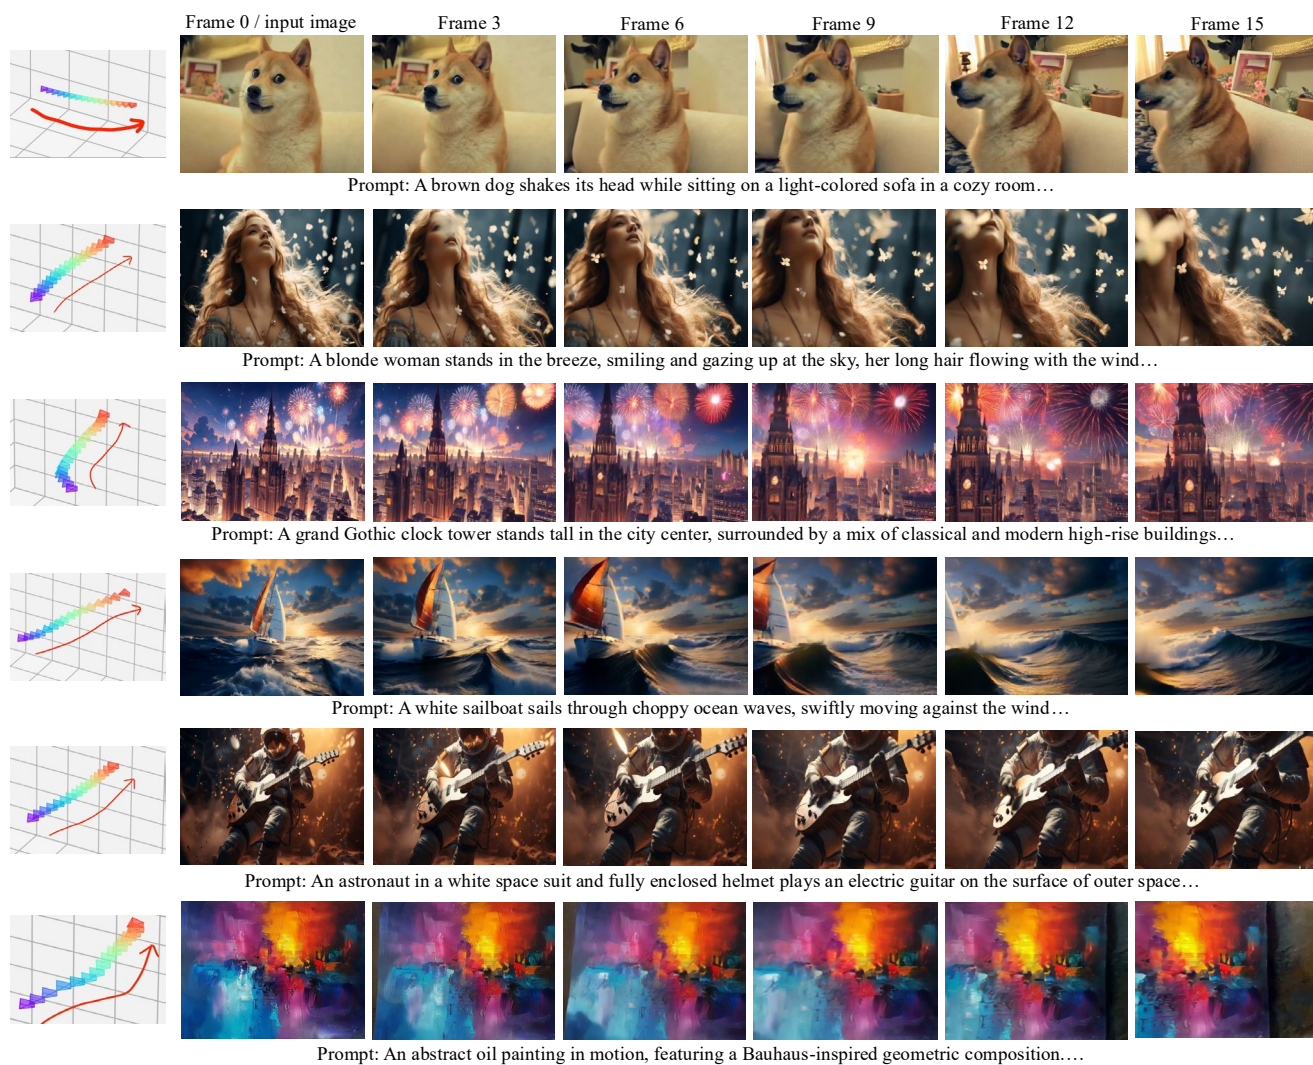 Frame 0 / input image Frame 3 Frame 6 Frame 9 Frame 12 Frame 15
Prompt: A brown dog shakes its head while sitting on a light-colored sofa in a cozy room…
Prompt: A blonde woman stands in the breeze, smiling and gazing up at the sky, her long hair flowing with the wind…
Prompt: A grand Gothic clock tower stands tall in the city center, surrounded by a mix of classical and modern high-rise buildings…
Prompt: A white sailboat sails through choppy ocean waves, swiftly moving against the wind…
Prompt: An astronaut in a white space suit and fully enclosed helmet plays an electric guitar on the surface of outer space…
Prompt: An abstract oil painting in motion, featuring a Bauhaus-inspired geometric composition….